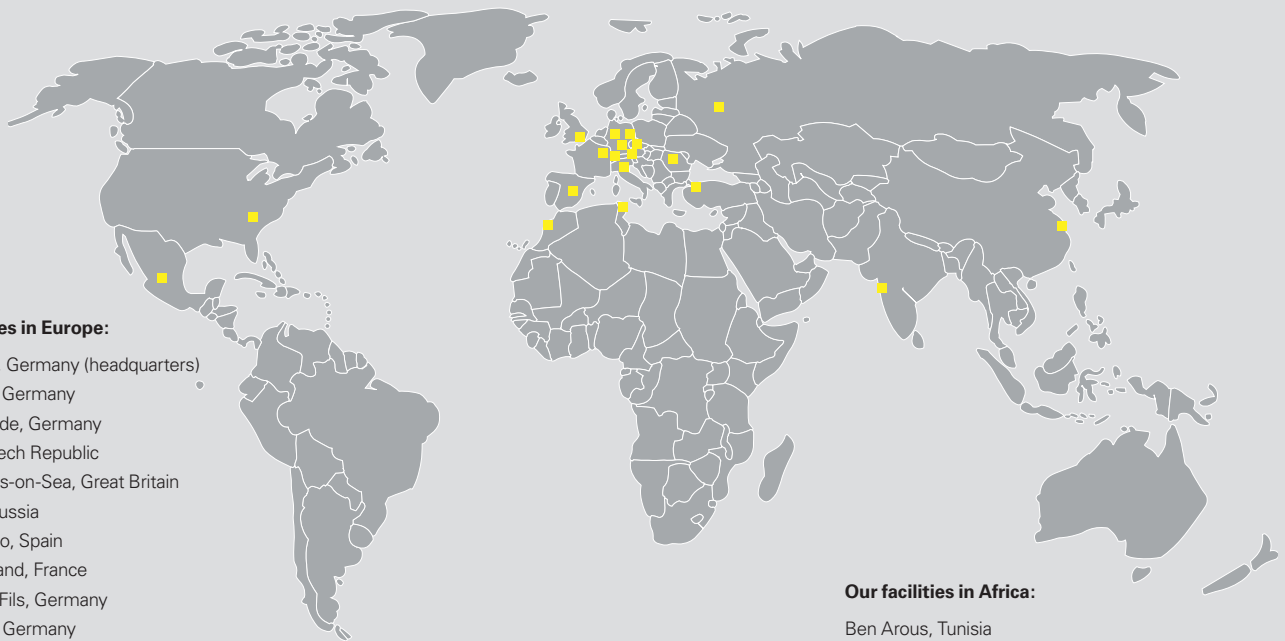 es in Europe:
, Germany (headquarters)
Germany
de, Germany
ech Republic
s-on-Sea, Great Britain
ussia
o, Spain
and, France
Fils, Germany
Germany
Our facilities in Africa:
Ben Arous, Tunisia